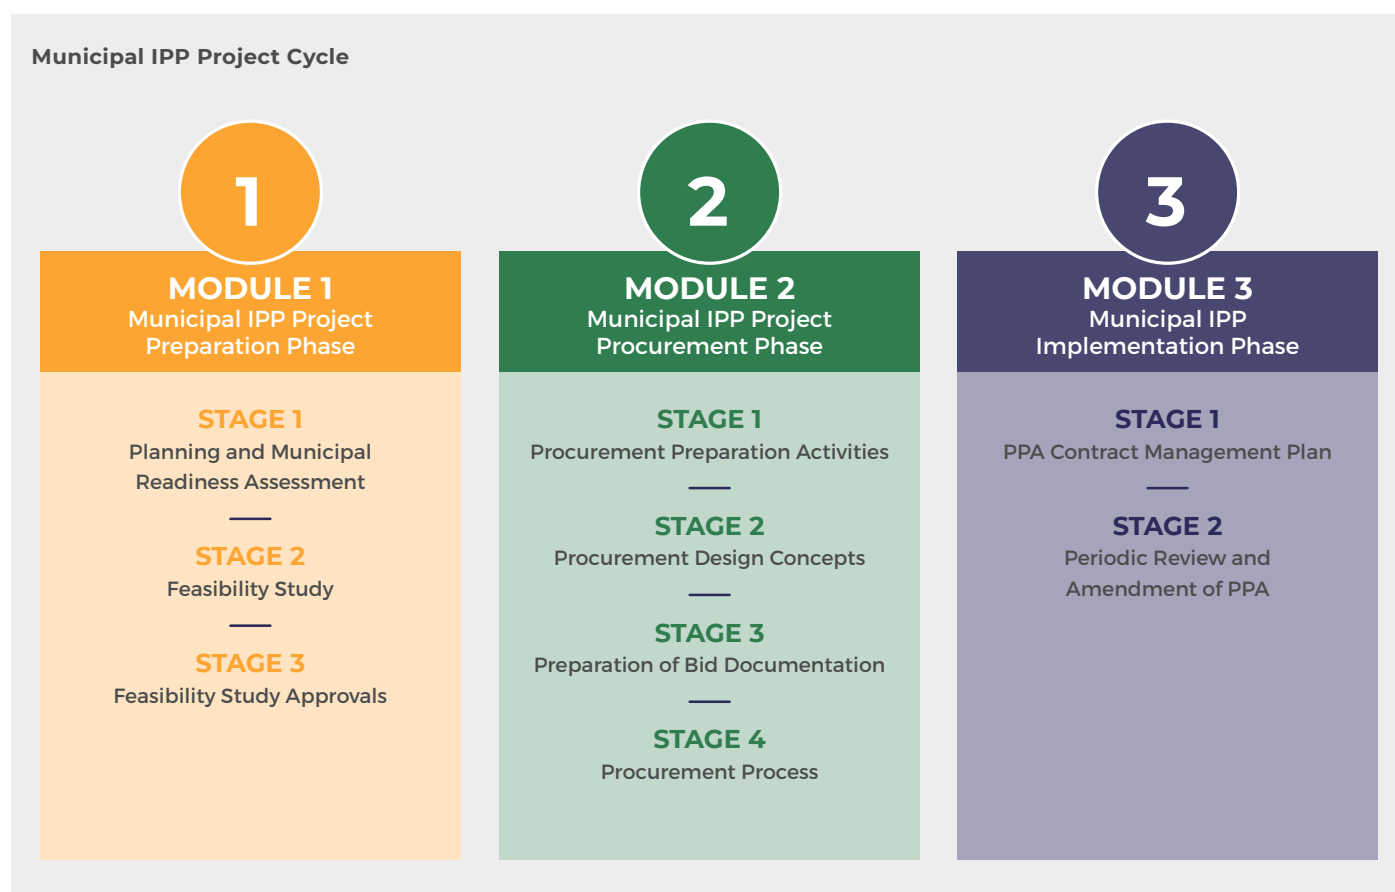 Municipal IPP Project Cycle
1
MODULE 1
Municipal IPP Project
Preparation Phase
STAGE 1
Planning and Municipal
Readiness Assessment
STAGE 2
Feasibility Study
STAGE 3
Feasibility Study Approvals
2
MODULE 2
Municipal IPP Project
Procurement Phase
STAGE 1
Procurement Preparation Activities
STAGE 2
Procurement Design Concepts
STAGE 3
Preparation of Bid Documentation
STAGE 4
Procurement Process
3
MODULE 3
Municipal IPP
Implementation Phase
STAGE 1
PPA Contract Management Plan
STAGE 2
Periodic Review and
Amendment of PPA